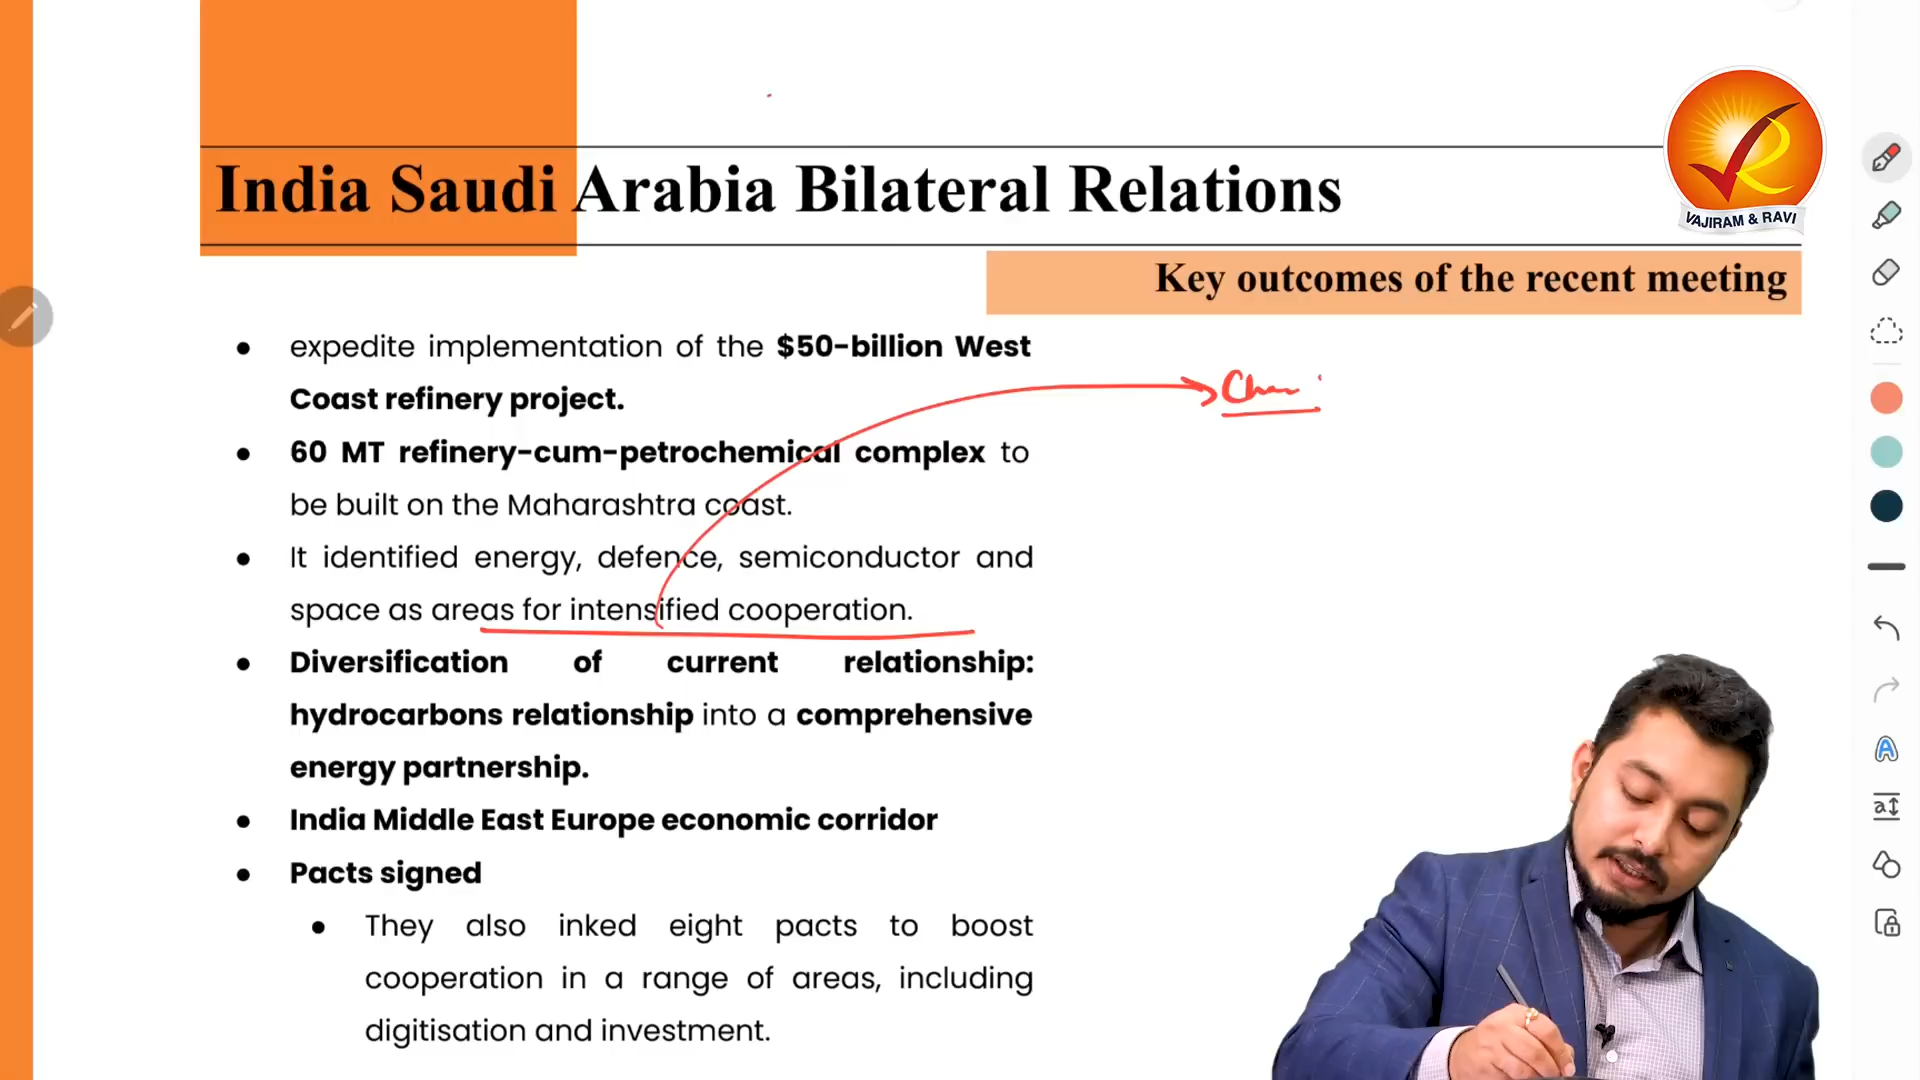 India Saudi Arabia Bilateral Relations
VAJIRAM & RAVI
Key outcomes of the recent meeting
● expedite implementation of the $50-billion West
Coast refinery project.
● 60 MT refinery-cum-petrochemical complex to
be built on the Maharashtra coast.
● It identified energy, defence, semiconductor and
space as areas for intensified cooperation.
● Diversification of current relationship:
hydrocarbons relationship into a comprehensive
energy partnership.
● India Middle East Europe economic corridor
● Pacts signed
● They also inked eight pacts to boost
cooperation in a range of areas, including
digitisation and investment.